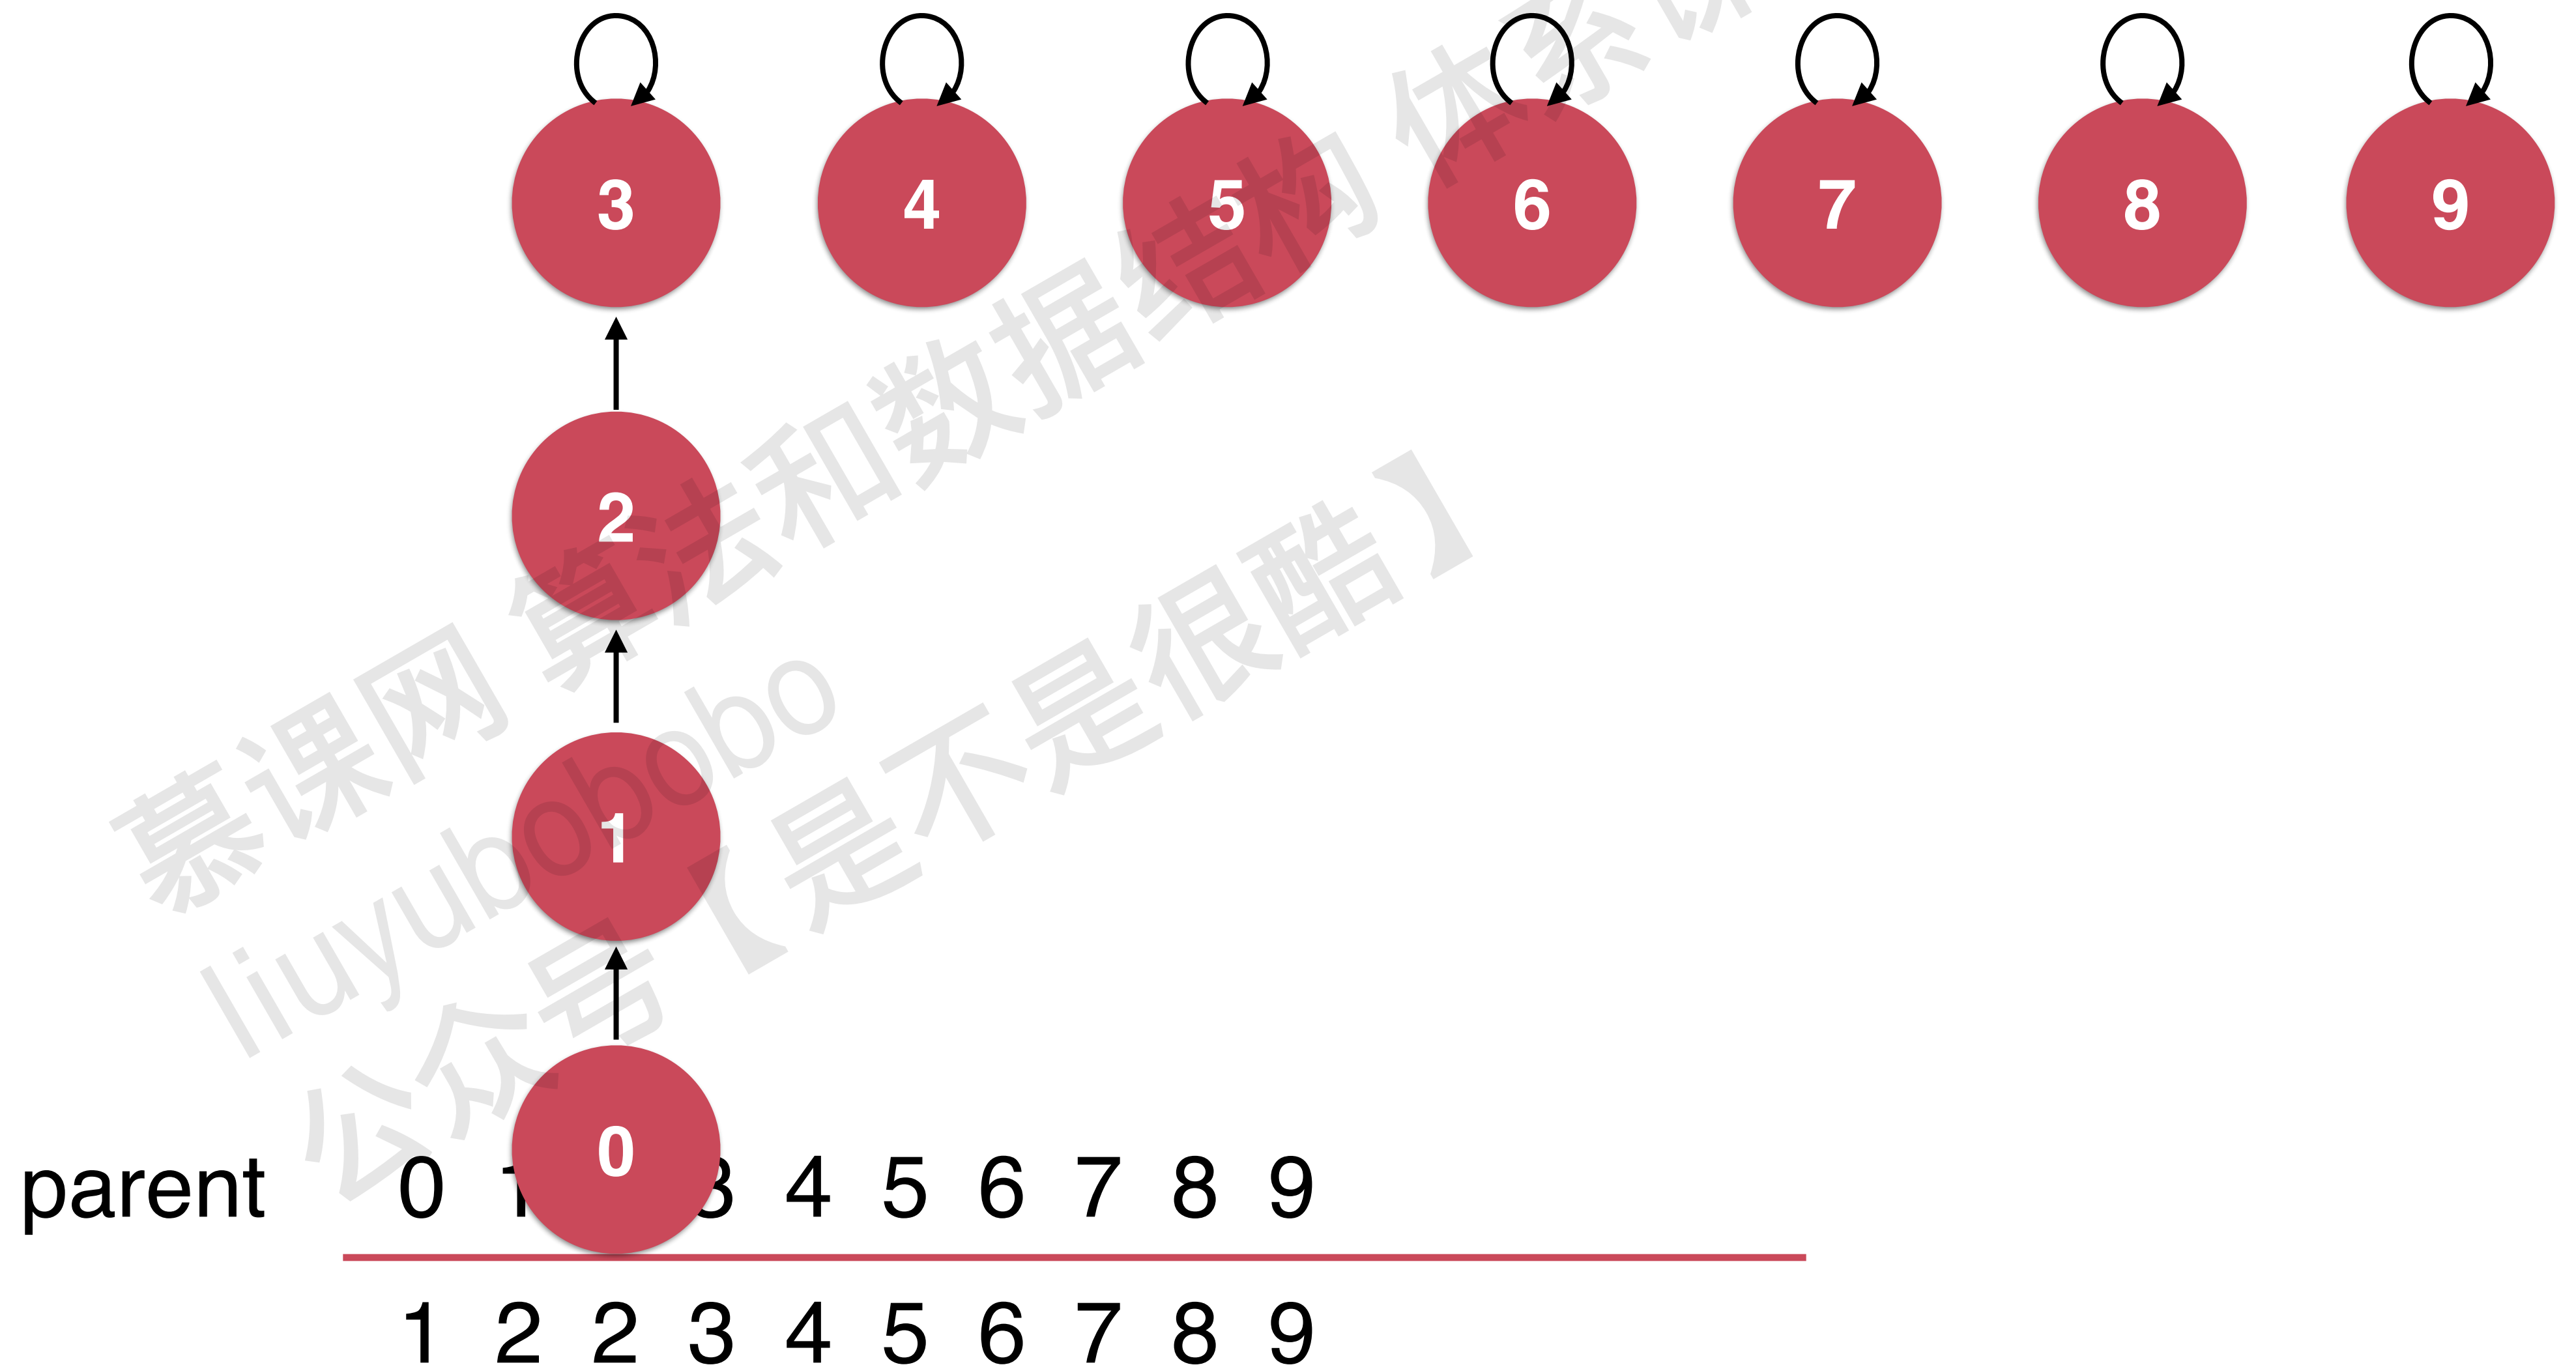 3 4 5 6 7 8 9
2
1
0
parent 0 1 3 4 5 6 7 8 9
1 2 2 3 4 5 6 7 8 9
慕课网 算法和数据结构 体系课
liuyubobobo
公众号【是不是很酷】